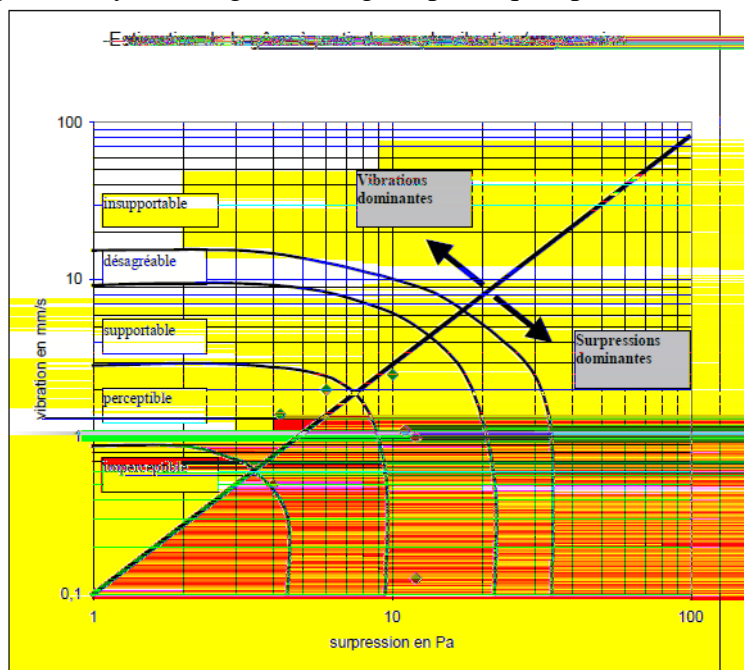 100
Vibrations
dominantes
insupportable
désagréable
10
supportable
Surpressions
dominantes
vibration en mm/s
perceptible
1
imperceptible
0,1
1
10
100
surpression en Pa